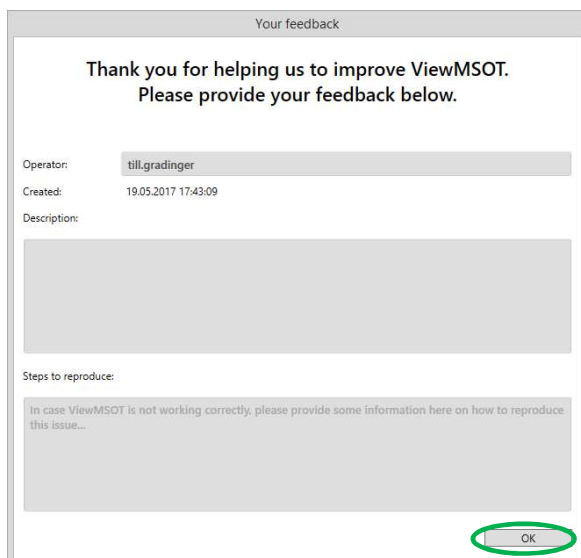 Your feedback
Thank you for helping us to improve ViewMSOT.
Please provide your feedback below.
Operator: till.gradinger
Created: 19.05.2017 17:43:09
Description:
Steps to reproduce:
In case ViewMSOT is not working correctly, please provide some information here on how to reproduce
this issue...
OK